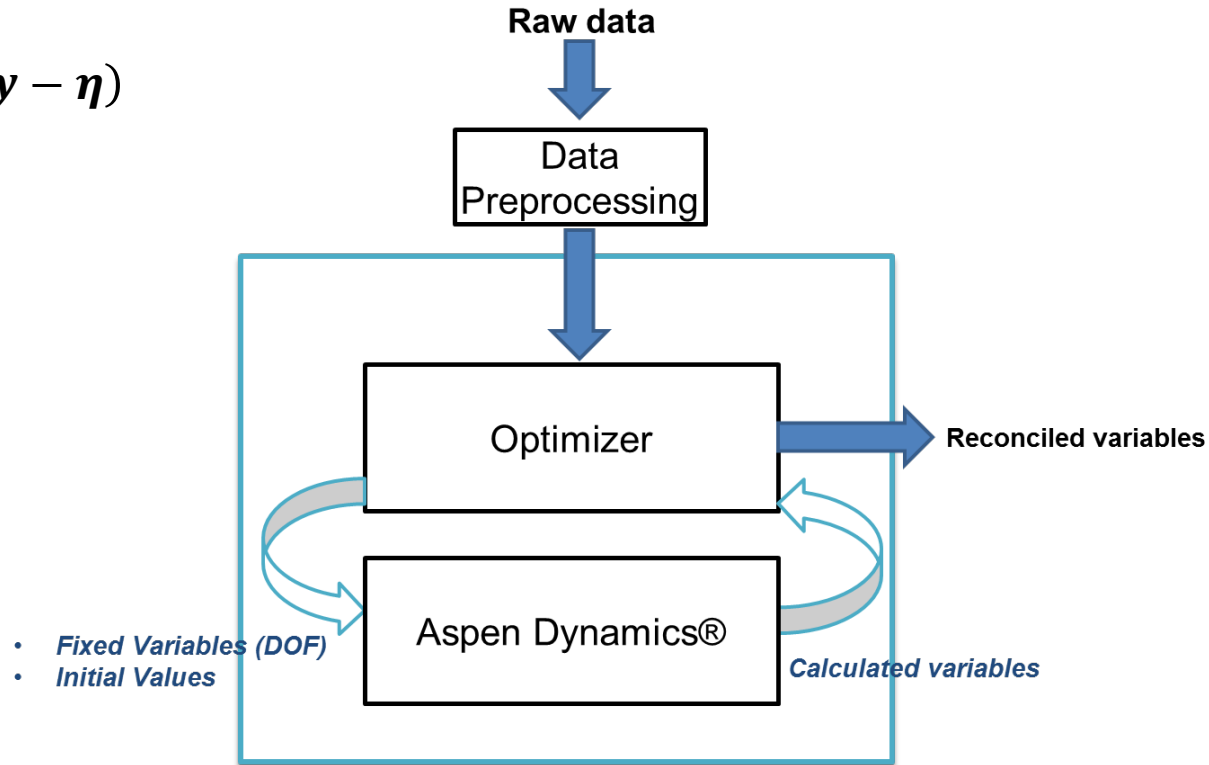 Raw data
y − η)
Data
Preprocessing
Optimizer
Reconciled variables
Aspen Dynamics®
• Fixed Variables (DOF)
• Initial Values
Calculated variables